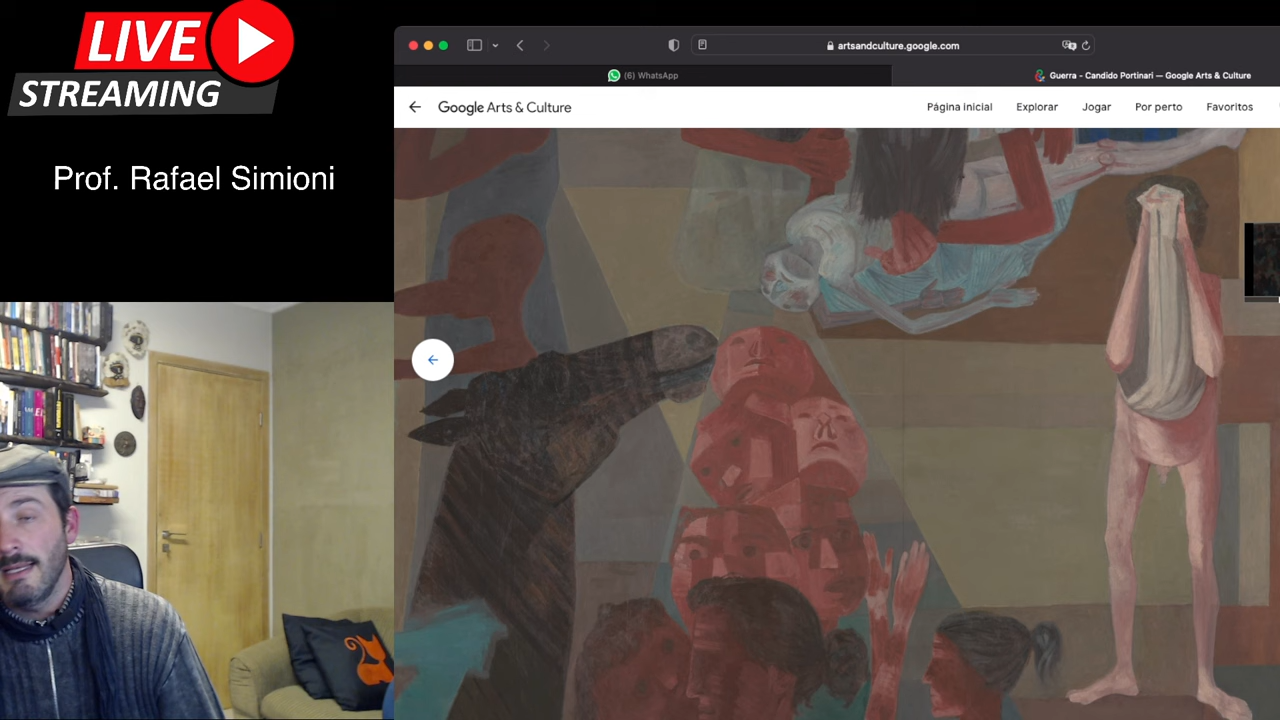 LIVE
STREAMING
Prof. Rafael Simioni
artsandculture.google.com
(6) WhatsApp
Guerra - Candido Portinari — Google Arts & Culture
Google Arts & Culture
Página inicial
Explorar
Jogar
Por perto
Favoritos